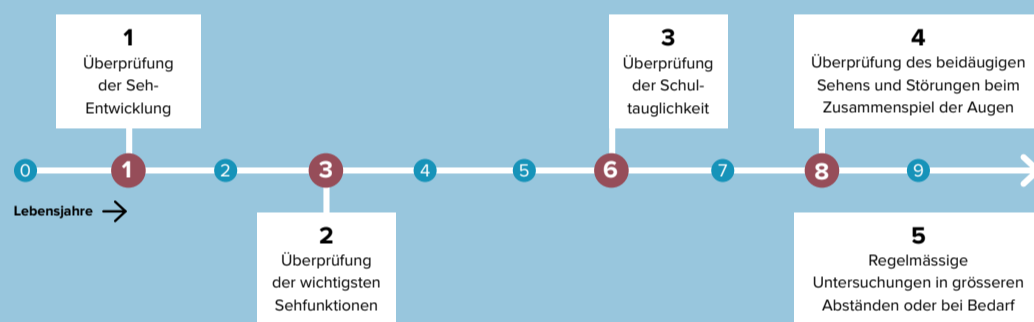 1
Überprüfung
der Seh-
Entwicklung
3
Überprüfung
der Schul-
tauglichkeit
4
Überprüfung des beidäugigen
Sehens und Störungen beim
Zusammenspiel der Augen
0 1 2 3 4 5 6 7 8 9
Lebensjahre
2
Überprüfung
der wichtigsten
Sehfunktionen
5
Regelmässige
Untersuchungen in grösseren
Abständen oder bei Bedarf